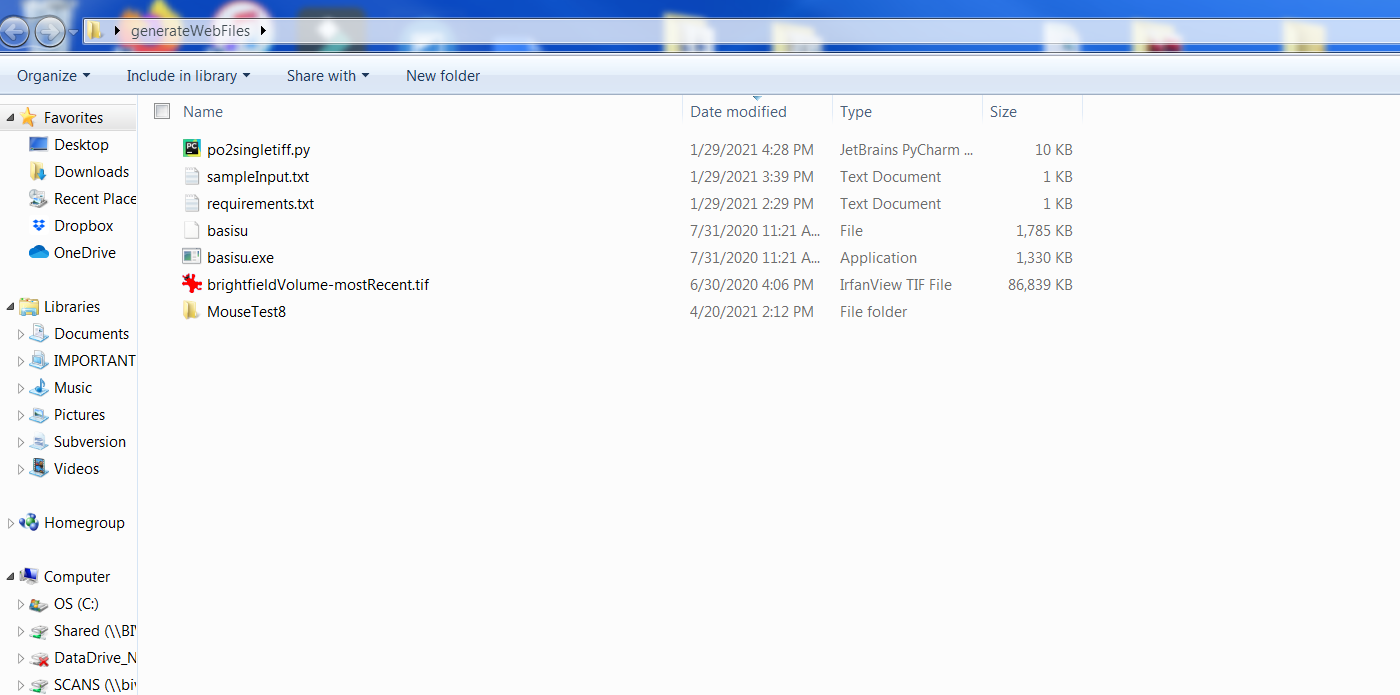 generateWebFiles
Organize Include in library Share with New folder
Name Date modified Type Size
po2singletiff.py 1/29/2021 4:28 PM JetBrains PyCharm ... 10 KB
sampleInput.txt 1/29/2021 3:39 PM Text Document 1 KB
requirements.txt 1/29/2021 2:29 PM Text Document 1 KB
basisu 7/31/2020 11:21 A... File 1,785 KB
basisu.exe 7/31/2020 11:21 A... Application 1,330 KB
brightfieldVolume-mostRecent.tif 6/30/2020 4:06 PM IrfanView TIF File 86,839 KB
MouseTest8 4/20/2021 2:12 PM File folder
Favorites
Desktop
Downloads
Recent Place
Dropbox
OneDrive
Libraries
Documents
IMPORTANT
Music
Pictures
Subversion
Videos
Homegroup
Computer
OS (C:)
Shared (\\BIV
DataDrive_N
SCANS (\\biv
PC